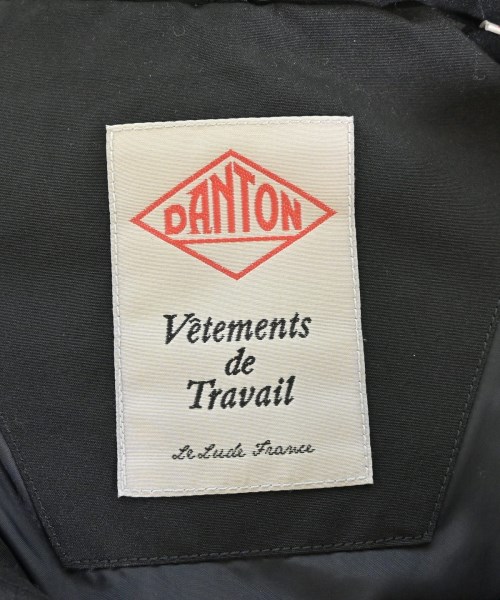 DANTON
Vêtements
de
Travail
Le Lude France